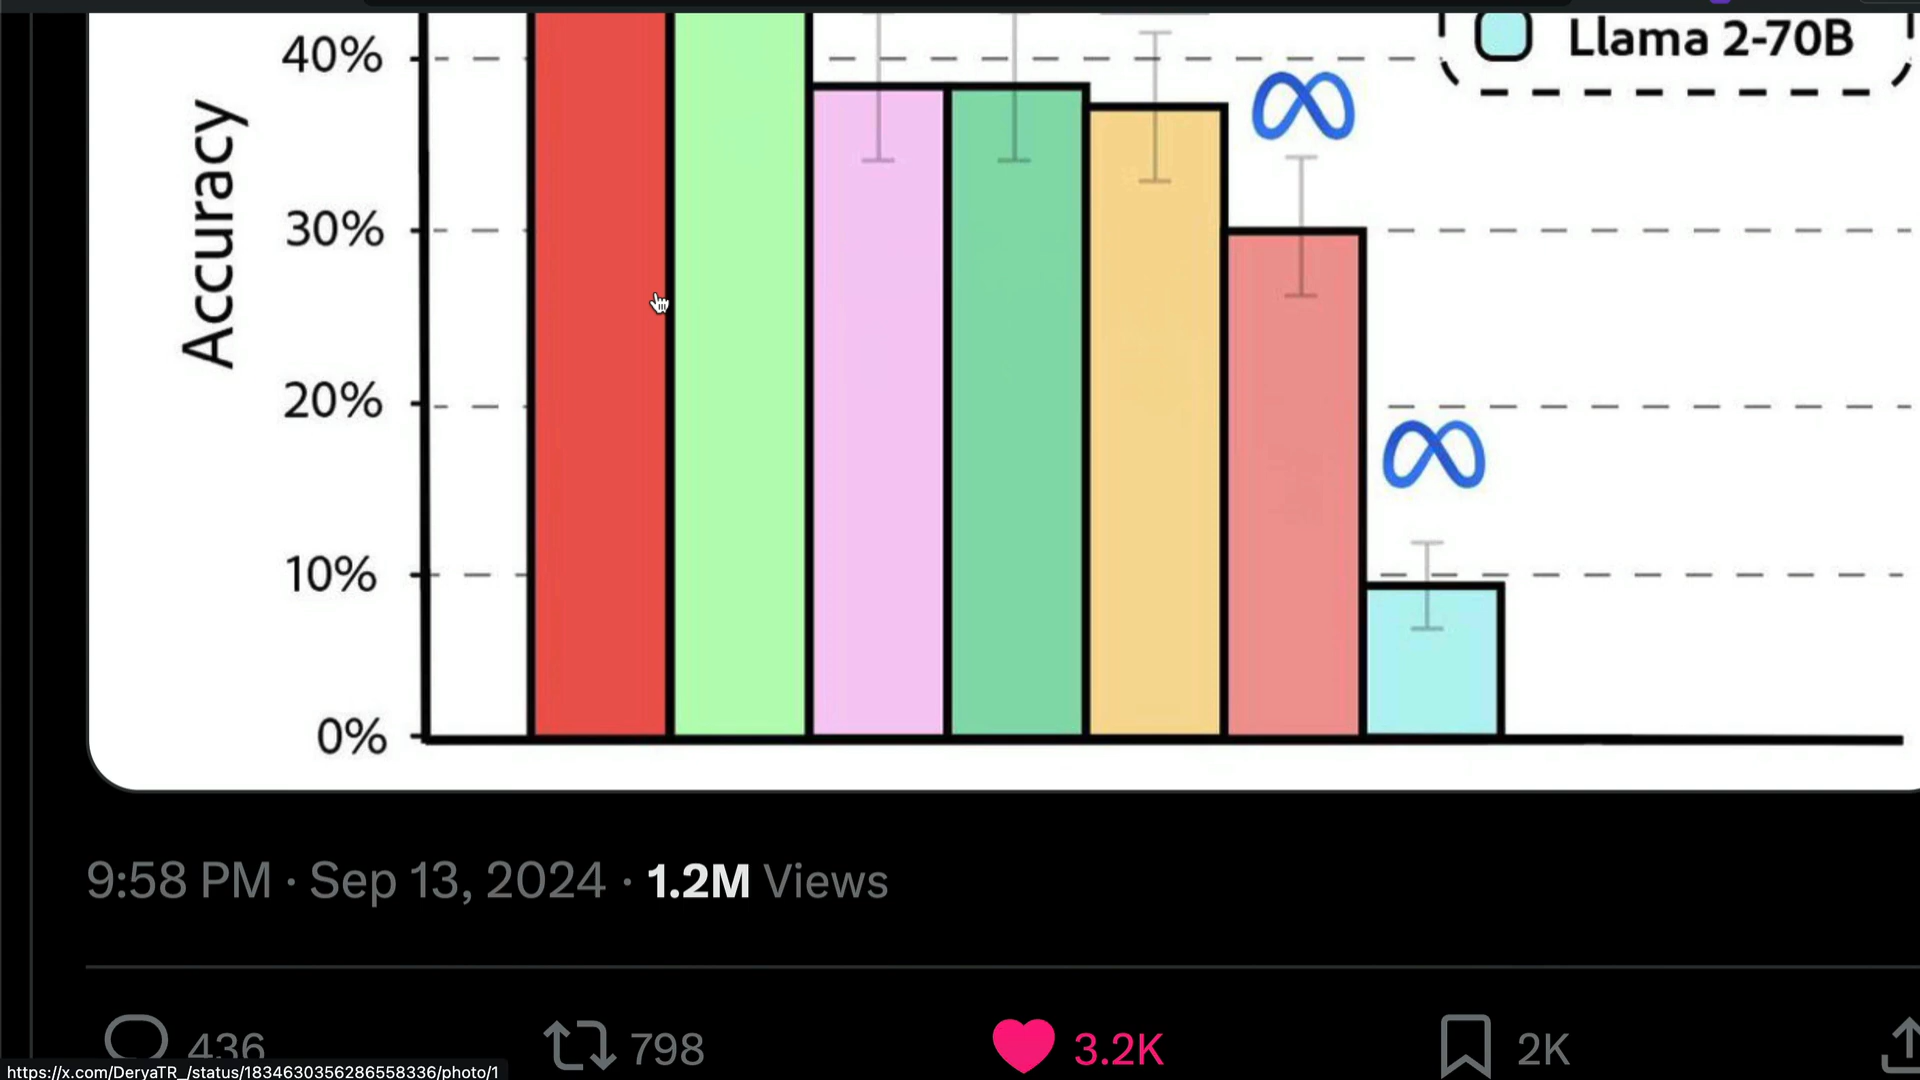 40%
Llama 2-70B
Accuracy
30%
20%
10%
0%
9:58 PM · Sep 13, 2024 · 1.2M Views
436
798
3.2K
2K
https://x.com/DeryaTR_/status/1834630356286558336/photo/1